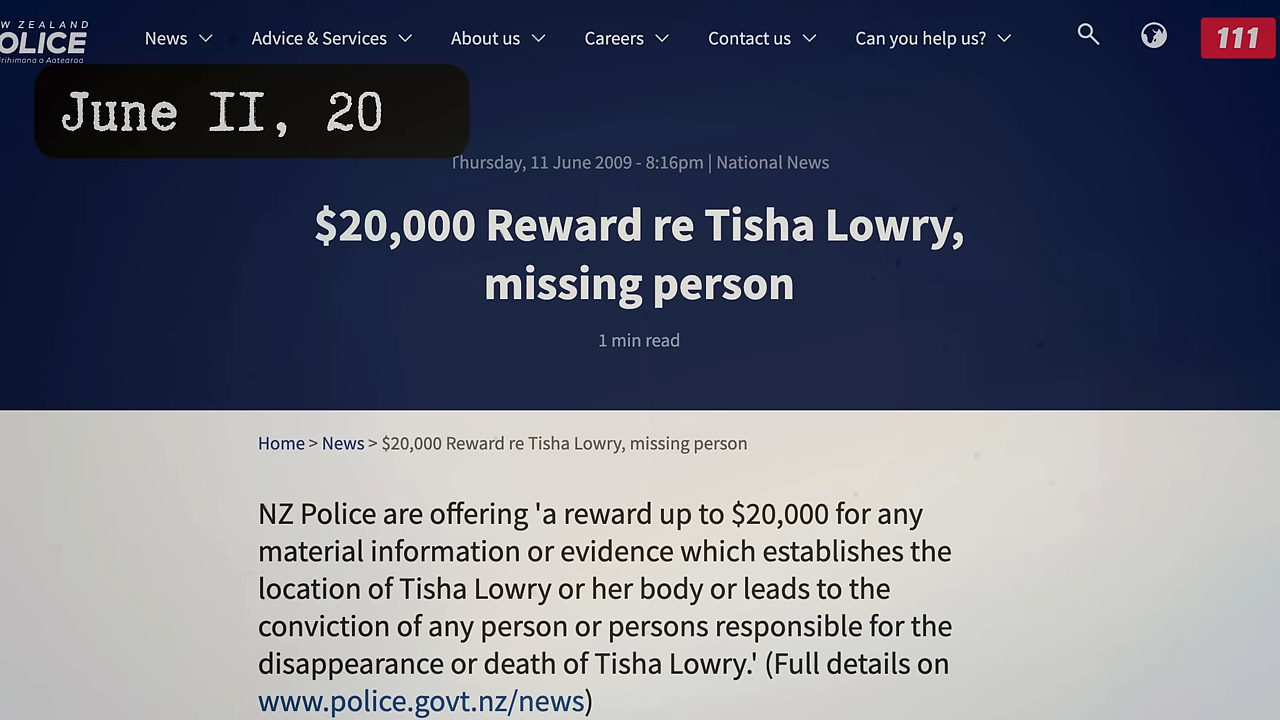 W ZEALAND
OLICE
irihimana o Aotearoa
News
Advice & Services
About us
Careers
Contact us
Can you help us?
111
June II, 20
Thursday, 11 June 2009 - 8:16pm | National News
$20,000 Reward re Tisha Lowry,
missing person
1 min read
Home > News > $20,000 Reward re Tisha Lowry, missing person
NZ Police are offering 'a reward up to $20,000 for any
material information or evidence which establishes the
location of Tisha Lowry or her body or leads to the
conviction of any person or persons responsible for the
disappearance or death of Tisha Lowry.' (Full details on
www.police.govt.nz/news)